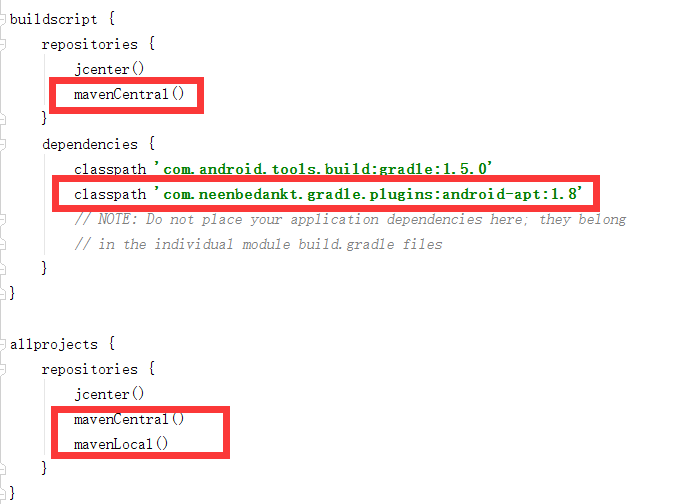 buildscript {
repositories {
jcenter()
mavenCentral()
}
dependencies {
classpath 'com.android.tools.build:gradle:1.5.0'
classpath 'com.neenbedankt.gradle.plugins:android-apt:1.8'
// NOTE: Do not place your application dependencies here; they belong
// in the individual module build.gradle files
}
}
allprojects {
repositories {
jcenter()
mavenCentral()
mavenLocal()
}
}